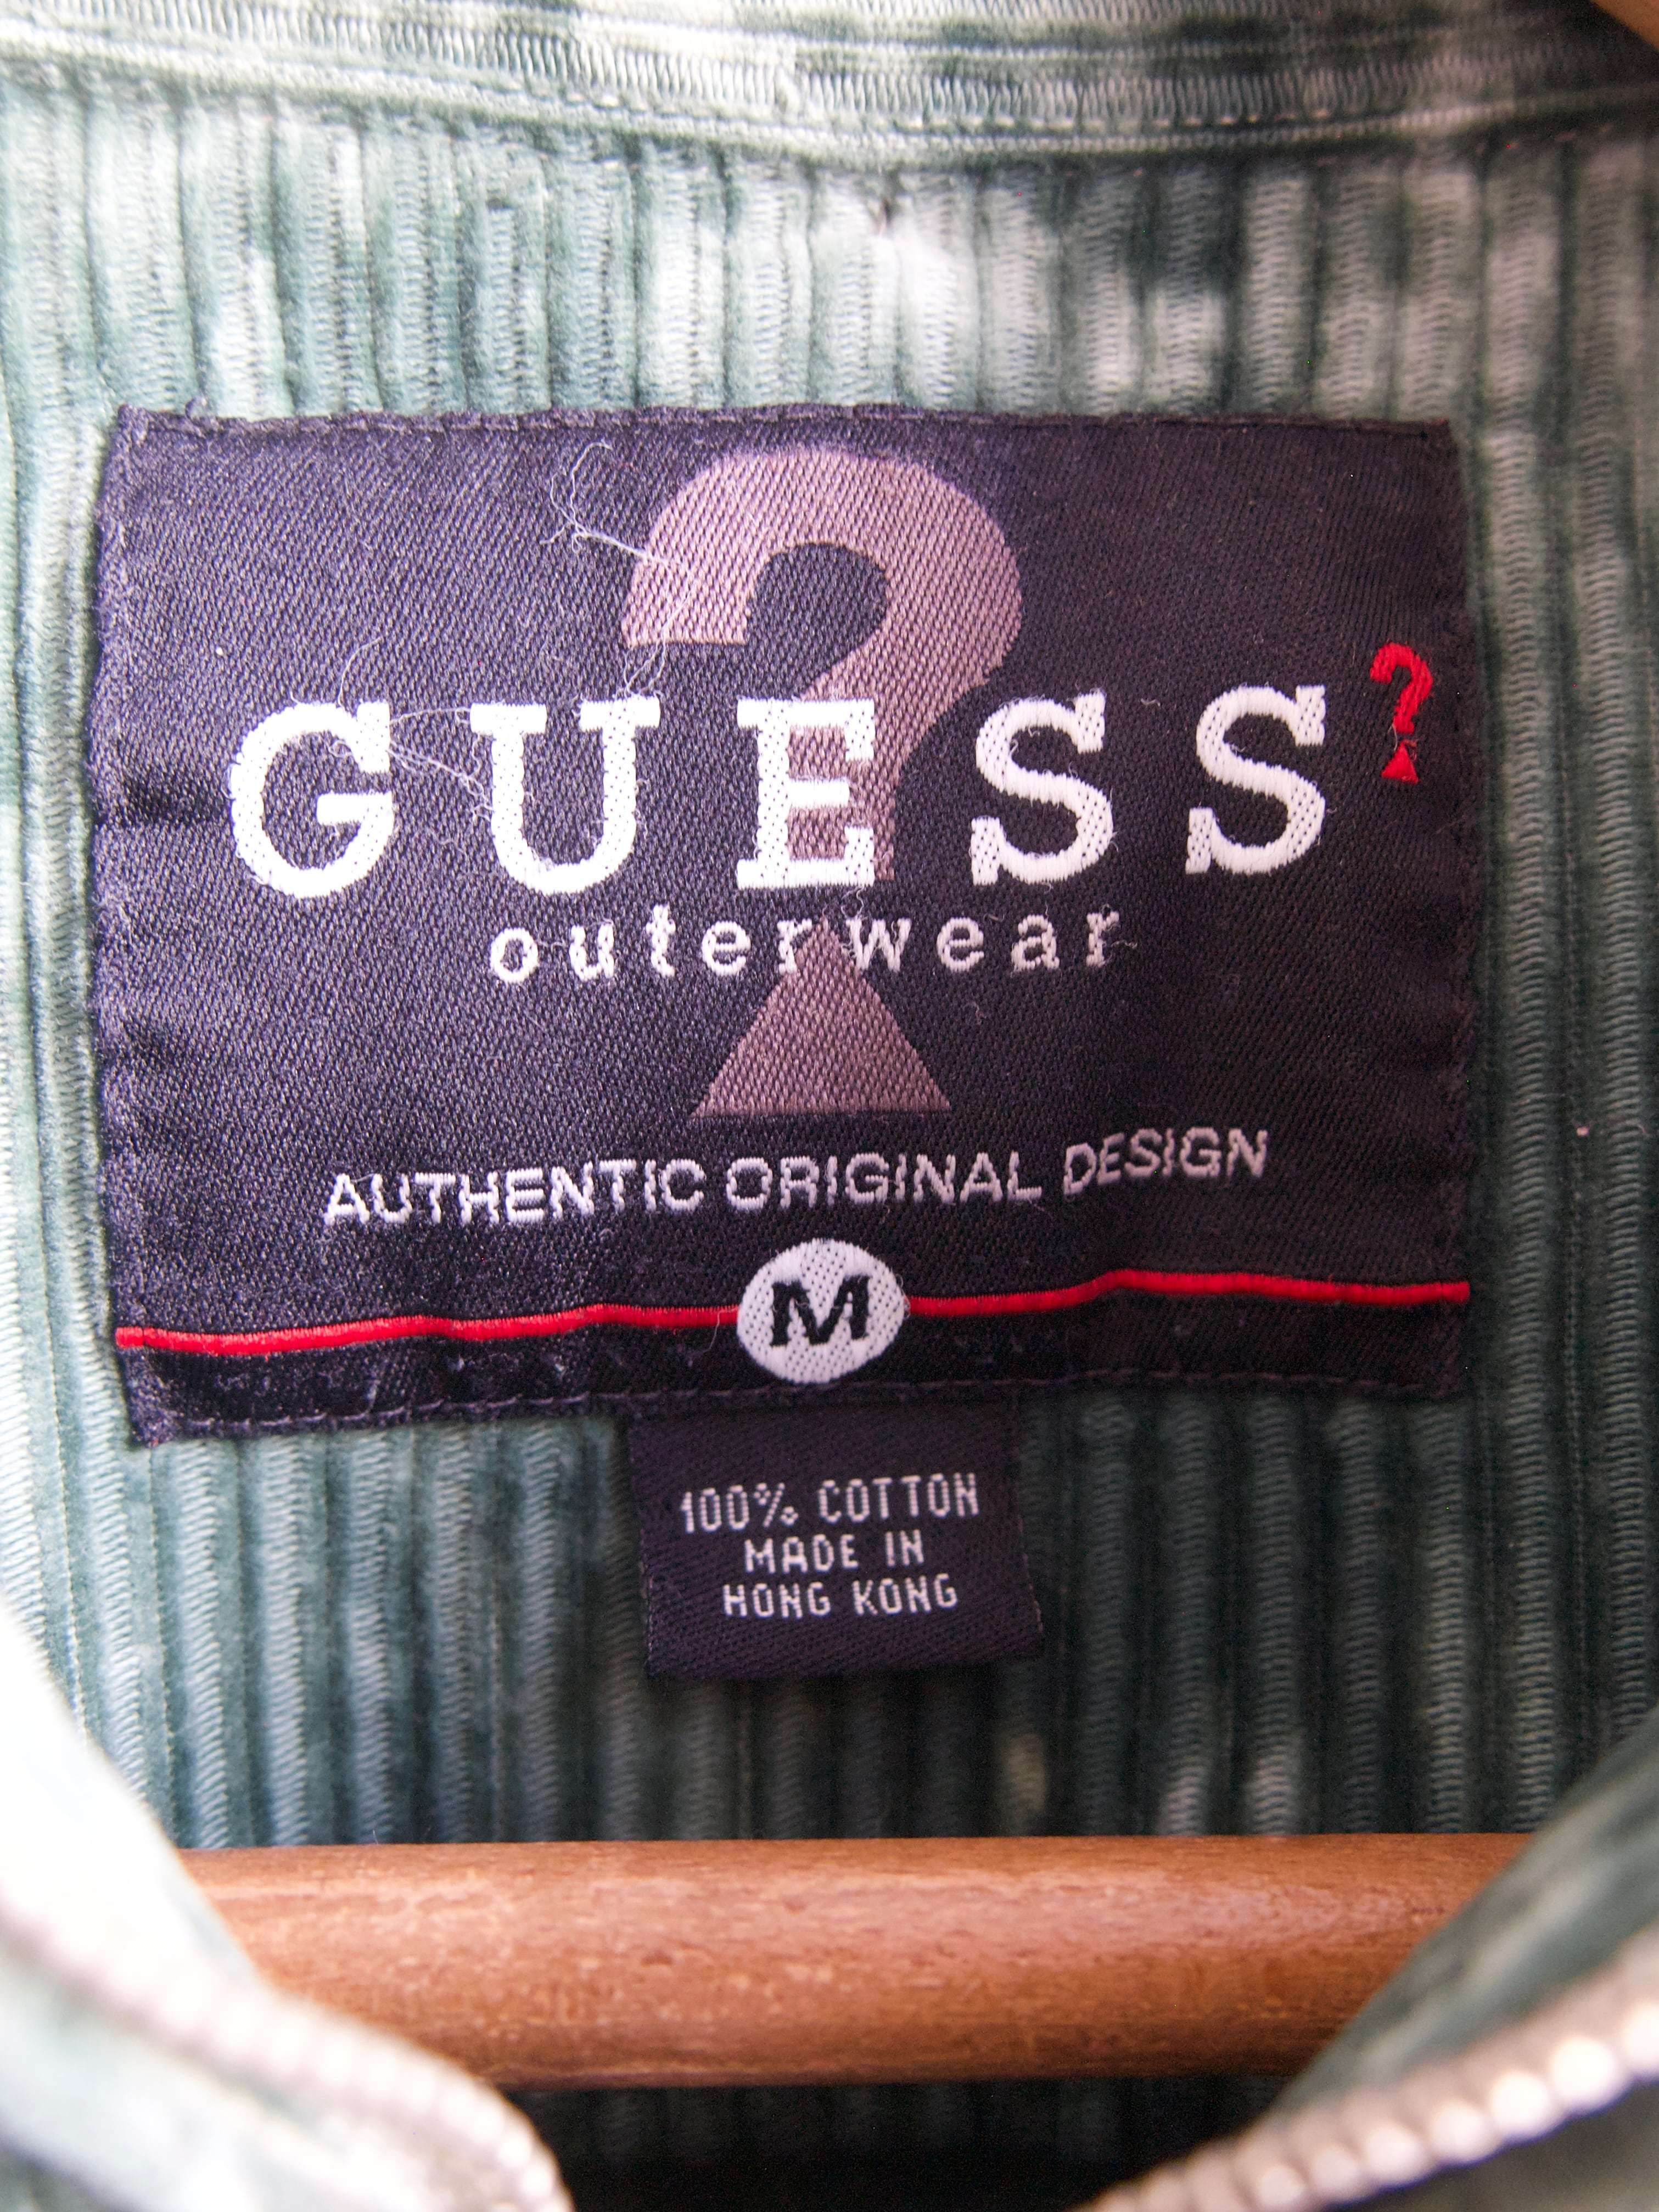 GUESS?
outerwear
AUTHENTIC ORIGINAL DESIGN
M
100% COTTON
MADE IN
HONG KONG